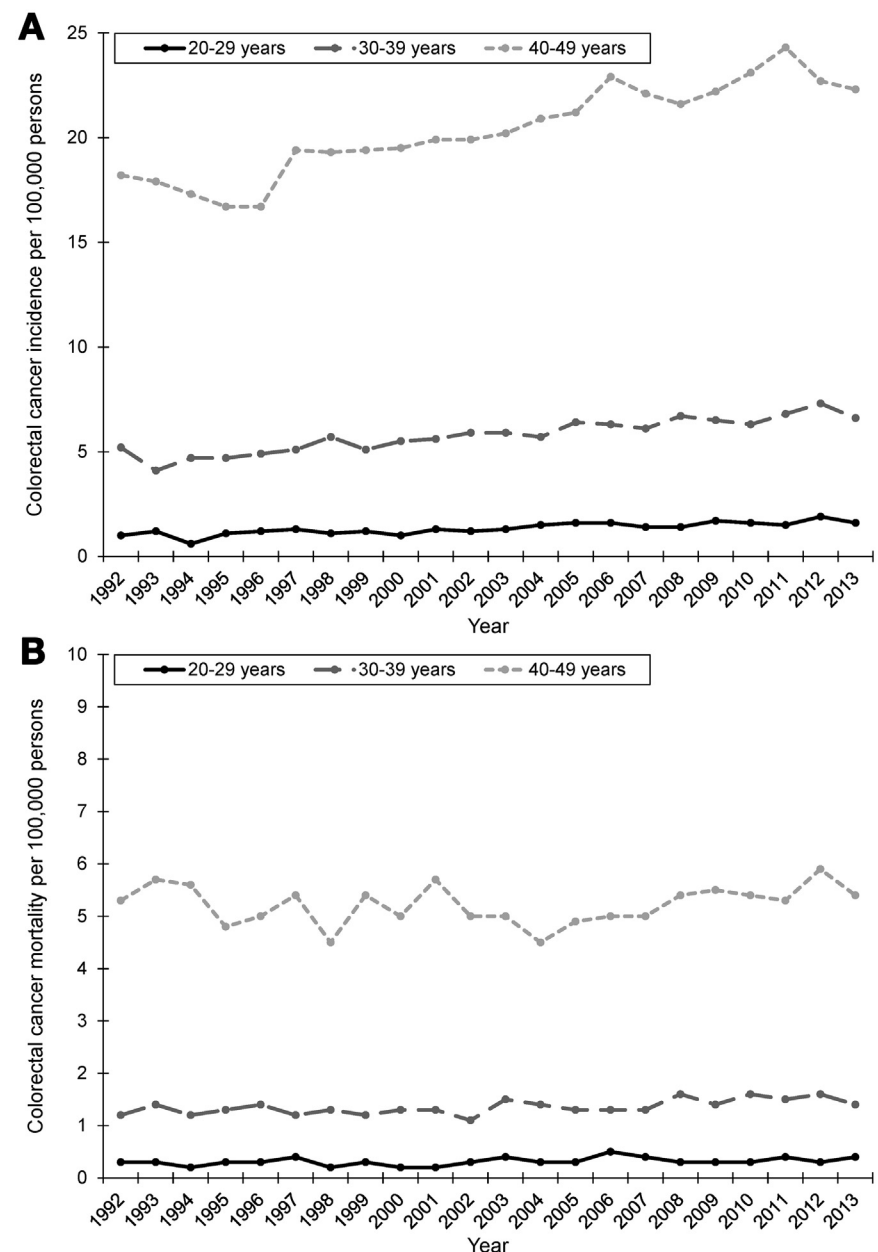 A
25
20-29 years 30-39 years 40-49 years
20
15
10
5
0
Colorectal cancer incidence per 100,000 persons
1992 1993 1994 1995 1996 1997 1998 1999 2000 2001 2002 2003 2004 2005 2006 2007 2008 2009 2010 2011 2012 2013
Year
B
10
20-29 years 30-39 years 40-49 years
9
8
7
6
5
4
3
2
1
0
Colorectal cancer mortality per 100,000 persons
1992 1993 1994 1995 1996 1997 1998 1999 2000 2001 2002 2003 2004 2005 2006 2007 2008 2009 2010 2011 2012 2013
Year